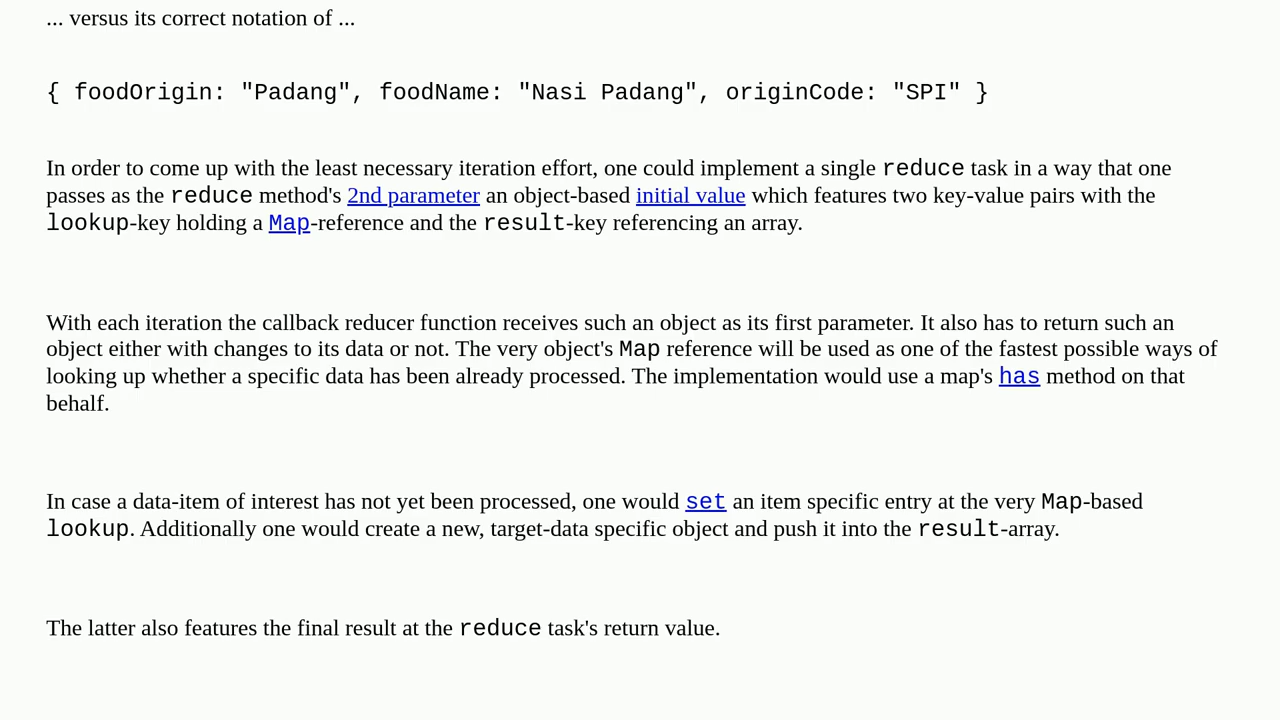 ... versus its correct notation of ...
{ foodOrigin: "Padang", foodName: "Nasi Padang", originCode: "SPI" }
In order to come up with the least necessary iteration effort, one could implement a single reduce task in a way that one
passes as the reduce method's 2nd parameter an object-based initial value which features two key-value pairs with the
lookup-key holding a Map-reference and the result-key referencing an array.
With each iteration the callback reducer function receives such an object as its first parameter. It also has to return such an
object either with changes to its data or not. The very object's Map reference will be used as one of the fastest possible ways of
looking up whether a specific data has been already processed. The implementation would use a map's has method on that
behalf.
In case a data-item of interest has not yet been processed, one would set an item specific entry at the very Map-based
lookup. Additionally one would create a new, target-data specific object and push it into the result-array.
The latter also features the final result at the reduce task's return value.